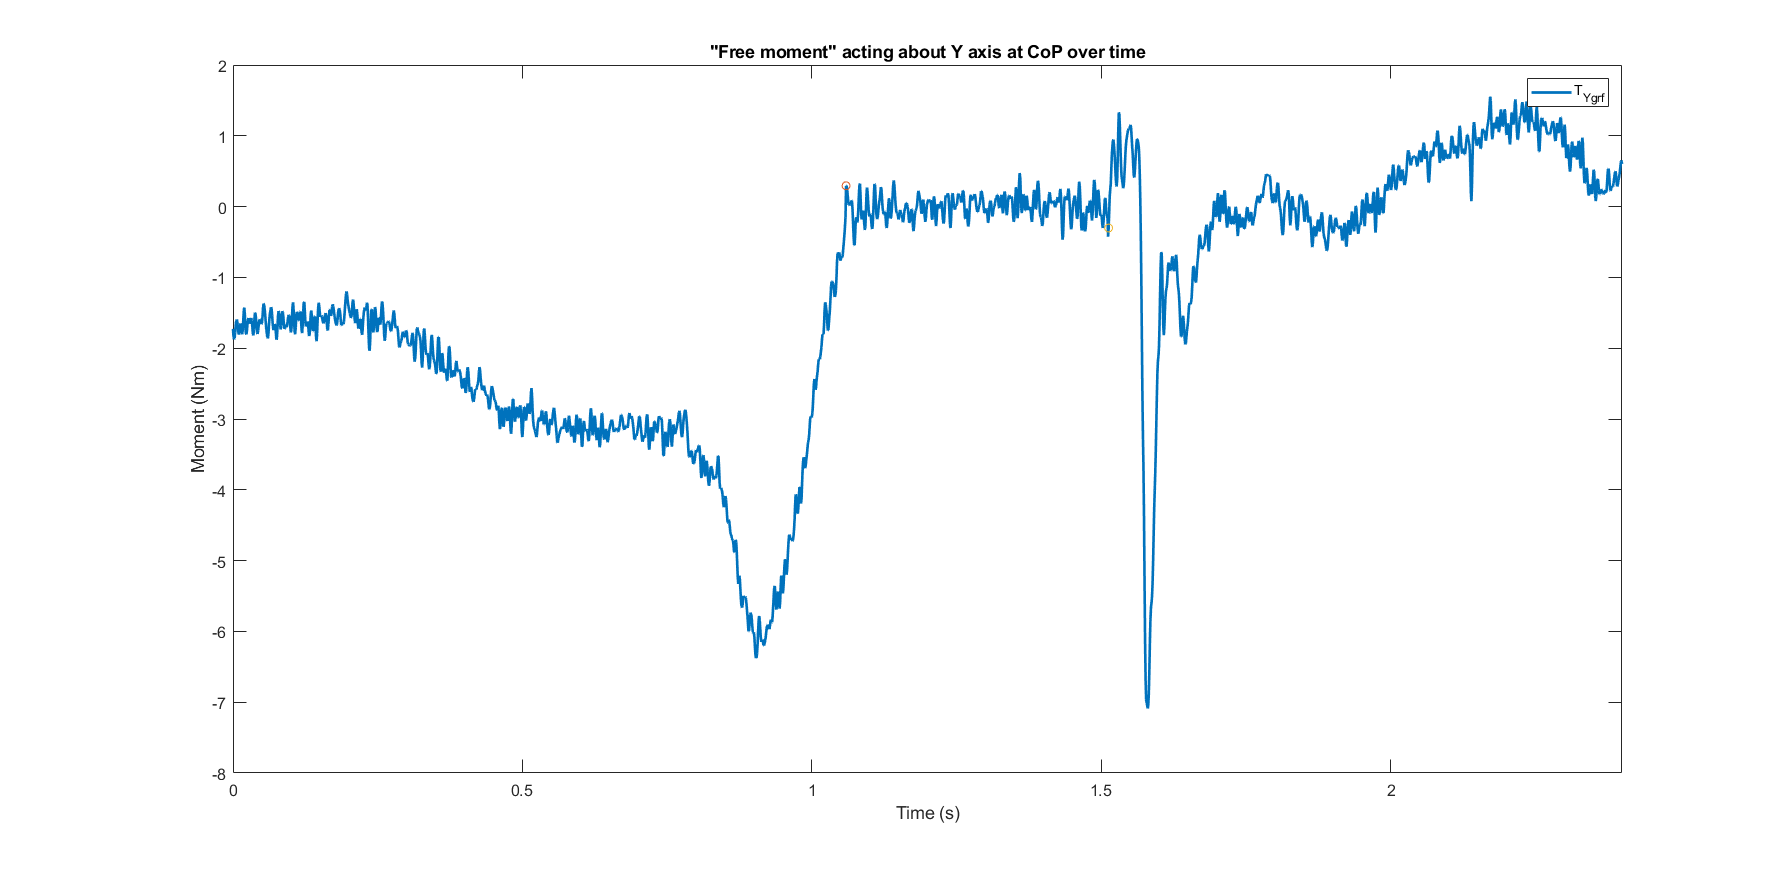 "Free moment" acting about Y axis at CoP over time
2
T_Ygrf
1
0
-1
-2
-3
-4
-5
-6
-7
-8
Moment (Nm)
0 0.5 1 1.5 2
Time (s)